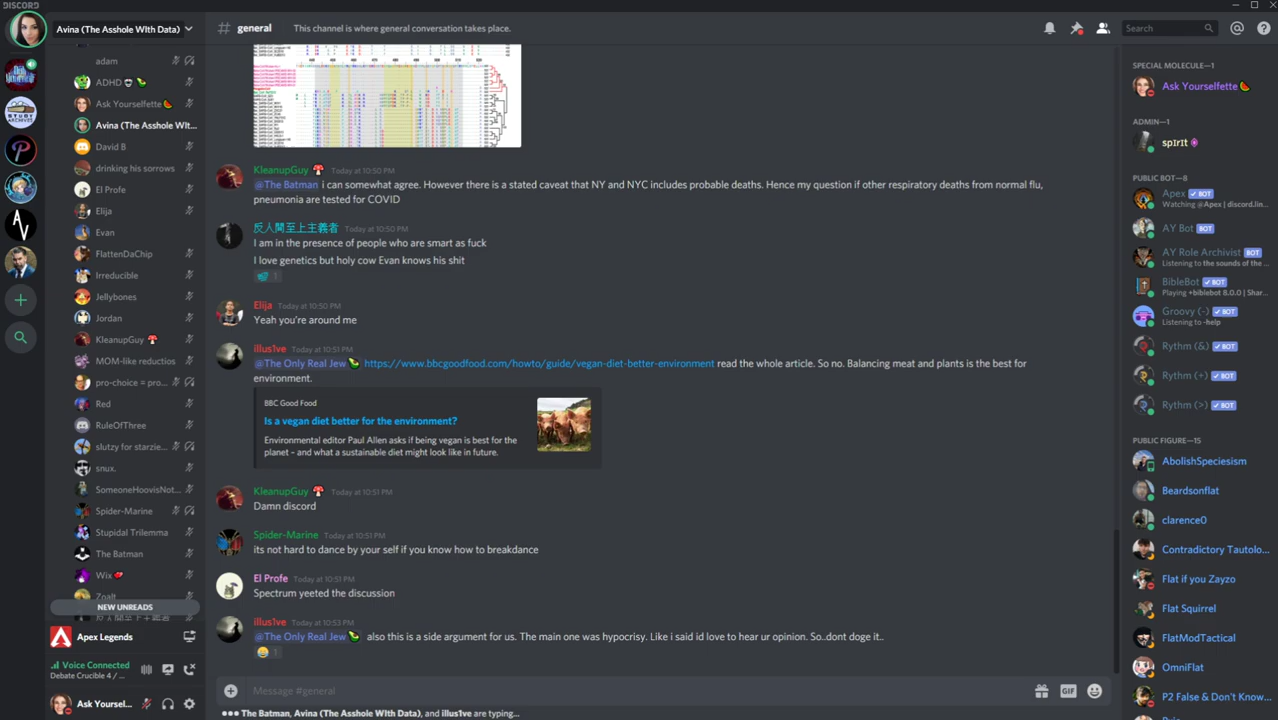 DISCORD
Avina (The Asshole WIth Data)
# general
This channel is where general conversation takes place.
Search
adam
ADHD
Ask Yourselfette
Avina (The Asshole WIt...
David B
drinking his sorrows
El Profe
Elija
Evan
FlattenDaChip
Irreducible
Jellybones
Jordan
KleanupGuy
MOM-like reductios
pro-choice = pro...
Red
RuleOfThree
slutzy for starzie...
snux.
SomeoneHoovisNot...
Spider-Marine
Stupidal Trilemma
The Batman
Wix
Zoalt
NEW UNREADS
反人間至上主義者
Apex Legends
Voice Connected
Debate Crucible 4 / ...
Ask Yoursel...
KleanupGuy Today at 10:50 PM
@The Batman i can somewhat agree. However there is a stated caveat that NY and NYC includes probable deaths. Hence my question if other respiratory deaths from normal flu,
pneumonia are tested for COVID
反人間至上主義者 Today at 10:50 PM
I am in the presence of people who are smart as fuck
I love genetics but holy cow Evan knows his shit
1
Elija Today at 10:50 PM
Yeah you're around me
illus1ve Today at 10:51 PM
@The Only Real Jew https://www.bbcgoodfood.com/howto/guide/vegan-diet-better-environment read the whole article. So no. Balancing meat and plants is the best for
environment.
BBC Good Food
Is a vegan diet better for the environment?
Environmental editor Paul Allen asks if being vegan is best for the
planet – and what a sustainable diet might look like in future.
KleanupGuy Today at 10:51 PM
Damn discord
Spider-Marine Today at 10:51 PM
its not hard to dance by your self if you know how to breakdance
El Profe Today at 10:51 PM
Spectrum yeeted the discussion
illus1ve Today at 10:53 PM
@The Only Real Jew also this is a side argument for us. The main one was hypocrisy. Like i said id love to hear ur opinion. So..dont doge it..
1
Message #general
GIF
The Batman, Avina (The Asshole WIth Data), and illus1ve are typing...
SPECIAL MOLECULE—1
Ask Yourselfette
ADMIN—1
sp1r1t
PUBLIC BOT—8
Apex BOT
Watching @Apex | discord.lin...
AY Bot BOT
AY Role Archivist BOT
Listening to the sounds of the ...
BibleBot BOT
Playing +biblebot 8.0.0 | Shar...
Groovy (-) BOT
Listening to -help
Rythm (&) BOT
Rythm (+) BOT
Rythm (>) BOT
PUBLIC FIGURE—15
AbolishSpeciesism
Beardsonflat
clarence0
Contradictory Tautolo...
Flat if you Zayzo
Flat Squirrel
FlatModTactical
OmniFlat
P2 False & Don't Know...